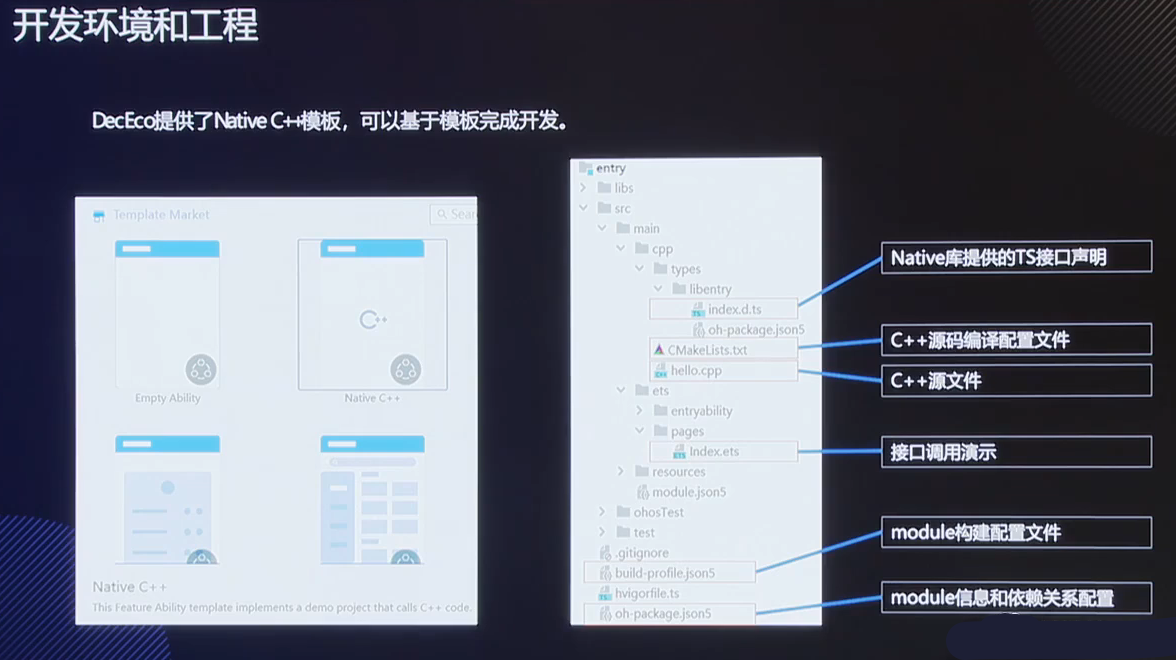 开发环境和工程
DecEco提供了Native C++模板，可以基于模板完成开发。
Template Market
Sear
Empty Ability
C++
Native C++
Native C++
This Feature Ability template implements a demo project that calls C++ code.
entry
libs
src
main
cpp
types
libentry
index.d.ts
oh-package.json5
CMakeLists.txt
hello.cpp
ets
entryability
pages
Index.ets
resources
module.json5
ohosTest
test
.gitignore
build-profile.json5
hvigorfile.ts
oh-package.json5
Native库提供的TS接口声明
C++源码编译配置文件
C++源文件
接口调用演示
module构建配置文件
module信息和依赖关系配置